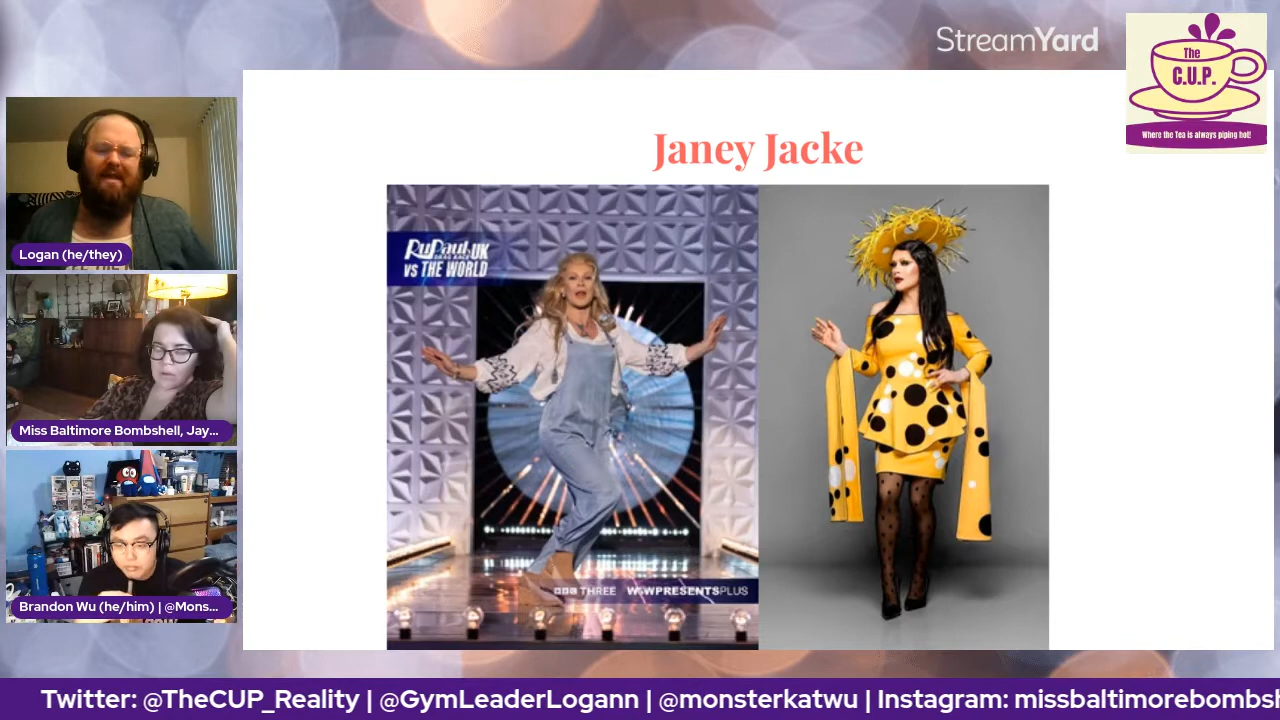 StreamYard
The
C.U.P.
Where the Tea is always piping hot!
Janey Jacke
RuPaul's
DRAG RACE UK
vs THE WORLD
BBC THREE WOWPRESENTSPLUS
Logan (he/they)
Miss Baltimore Bombshell, Jay...
Brandon Wu (he/him) | @Mons...
Twitter: @TheCUP_Reality | @GymLeaderLogann | @monsterkatwu | Instagram: missbaltimorebombsh